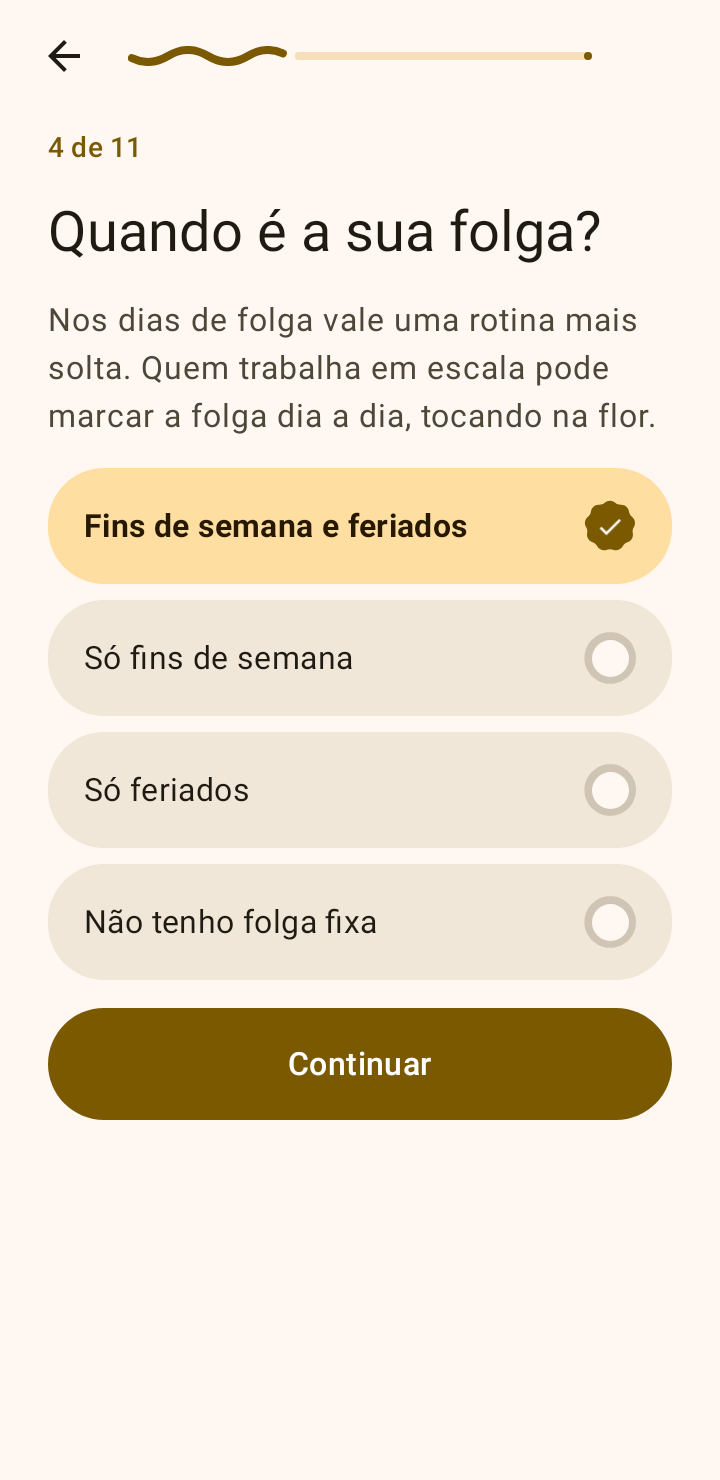 4 de 11
Quando é a sua folga?
Nos dias de folga vale uma rotina mais
solta. Quem trabalha em escala pode
marcar a folga dia a dia, tocando na flor.
Fins de semana e feriados
Só fins de semana
Só feriados
Não tenho folga fixa
Continuar